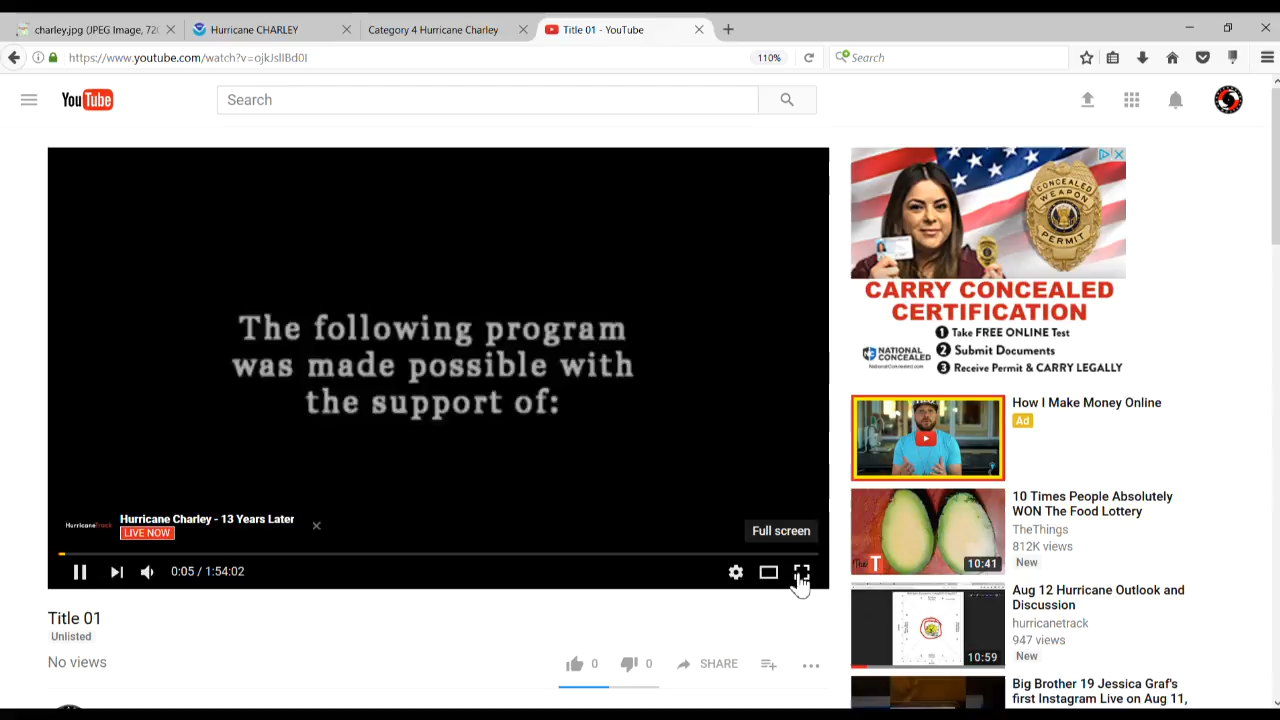 charley.jpg (JPEG Image, 72
Hurricane CHARLEY
Category 4 Hurricane Charley
Title 01 - YouTube
https://www.youtube.com/watch?v=ojkJsIIBd0I
110%
Search
YouTube
Search
The following program
was made possible with
the support of:
HurricaneTrack
Hurricane Charley - 13 Years Later
LIVE NOW
Full screen
0:05 / 1:54:02
Title 01
Unlisted
No views
0
0
SHARE
CONCEALED
WEAPON
PERMIT
CARRY CONCEALED
CERTIFICATION
1 Take FREE ONLINE Test
2 Submit Documents
3 Receive Permit & CARRY LEGALLY
NATIONAL
CONCEALED
How I Make Money Online
Ad
10 Times People Absolutely
WON The Food Lottery
TheThings
812K views
New
10:41
Aug 12 Hurricane Outlook and
Discussion
hurricanetrack
947 views
New
10:59
Big Brother 19 Jessica Graf's
first Instagram Live on Aug 11,